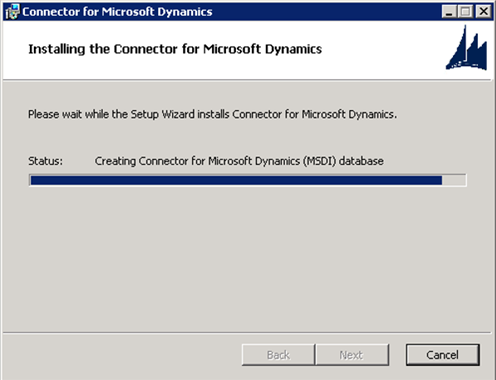 Connector for Microsoft Dynamics
Installing the Connector for Microsoft Dynamics
Please wait while the Setup Wizard installs Connector for Microsoft Dynamics.
Status: Creating Connector for Microsoft Dynamics (MSDI) database
Back Next Cancel